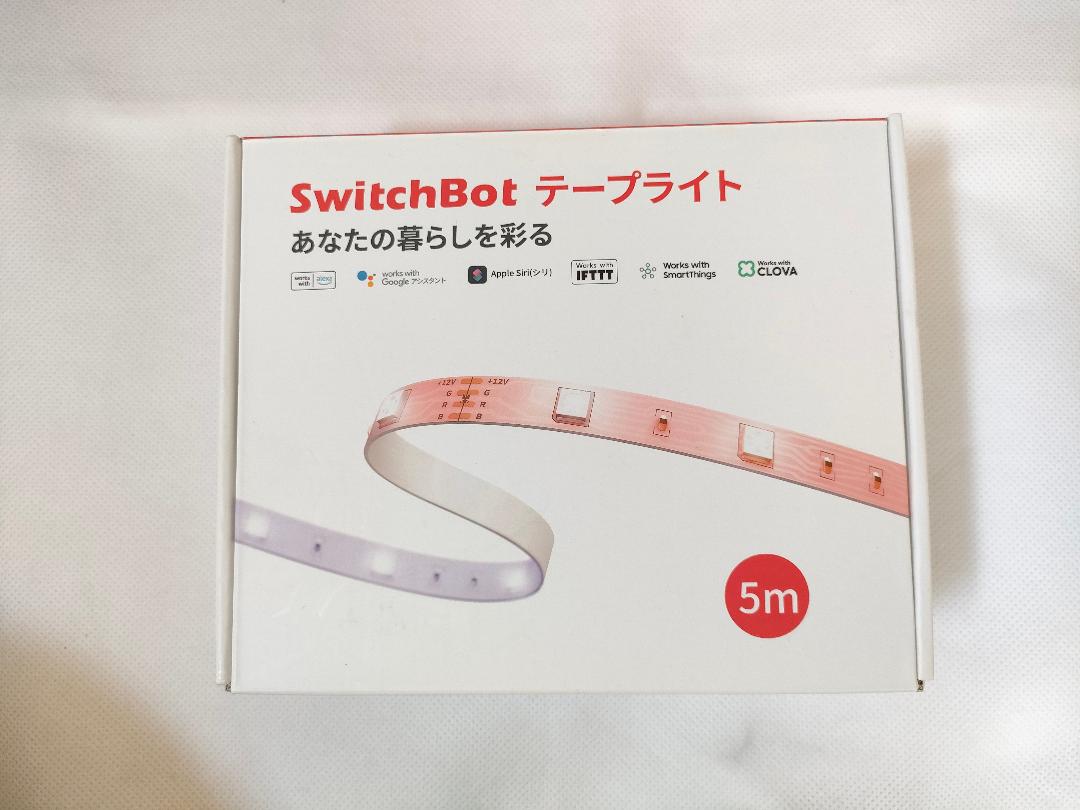 SwitchBot テープライト
あなたの暮らしを彩る
works with alexa
works with Google アシスタント
Apple Siri(シリ)
Works with IFTTT
Works with SmartThings
Works with CLOVA
+12V +12V
G G
R R
B B
5m